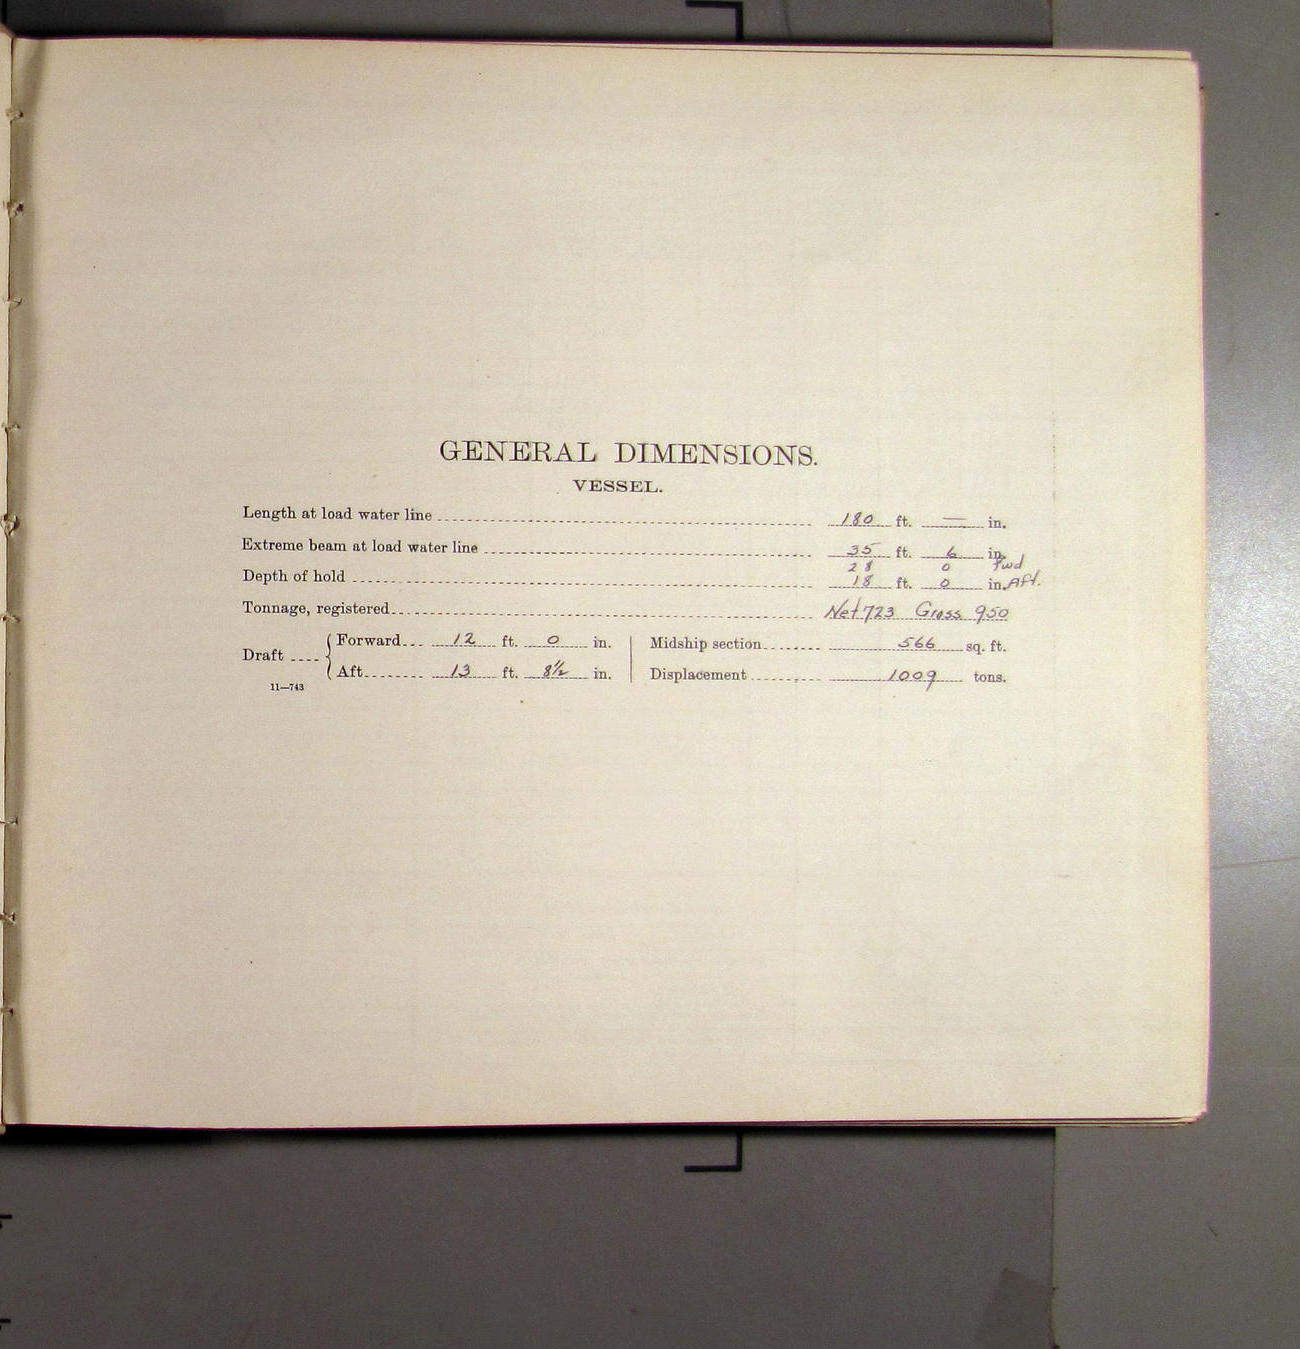 GENERAL DIMENSIONS.
VESSEL.
Length at load water line 180 ft. — in.
Extreme beam at load water line 35 ft. 6 in.
28 0 Fwd
Depth of hold 18 ft. 0 in. Aft.
Tonnage, registered Net 723 Gross 950
Draft { Forward 12 ft. 0 in. | Midship section 566 sq. ft.
Aft 13 ft. 8½ in. | Displacement 1009 tons.
11—743